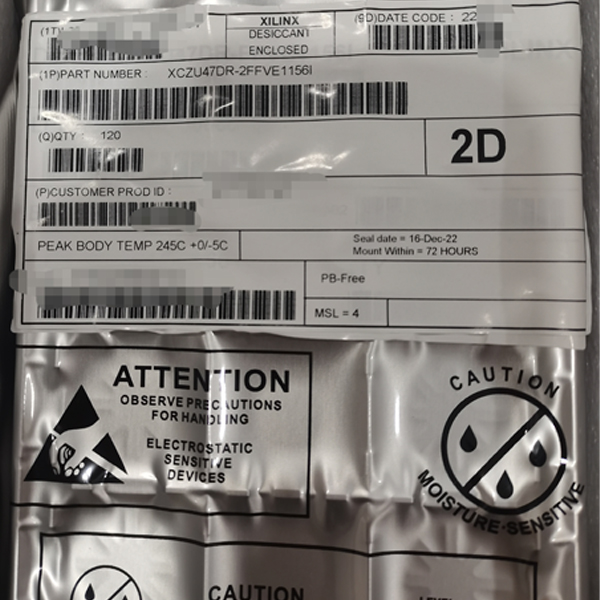 (1T)
XILINX
DESICCANT
ENCLOSED
(9D)DATE CODE : 22
(1P)PART NUMBER : XCZU47DR-2FFVE1156I
(Q)QTY : 120
2D
(P)CUSTOMER PROD ID :
PEAK BODY TEMP 245C +0/-5C
Seal date = 16-Dec-22
Mount Within = 72 HOURS
PB-Free
MSL = 4
ATTENTION
OBSERVE PRECAUTIONS
FOR HANDLING
ELECTROSTATIC
SENSITIVE
DEVICES
CAUTION
MOISTURE-SENSITIVE
CAUTION